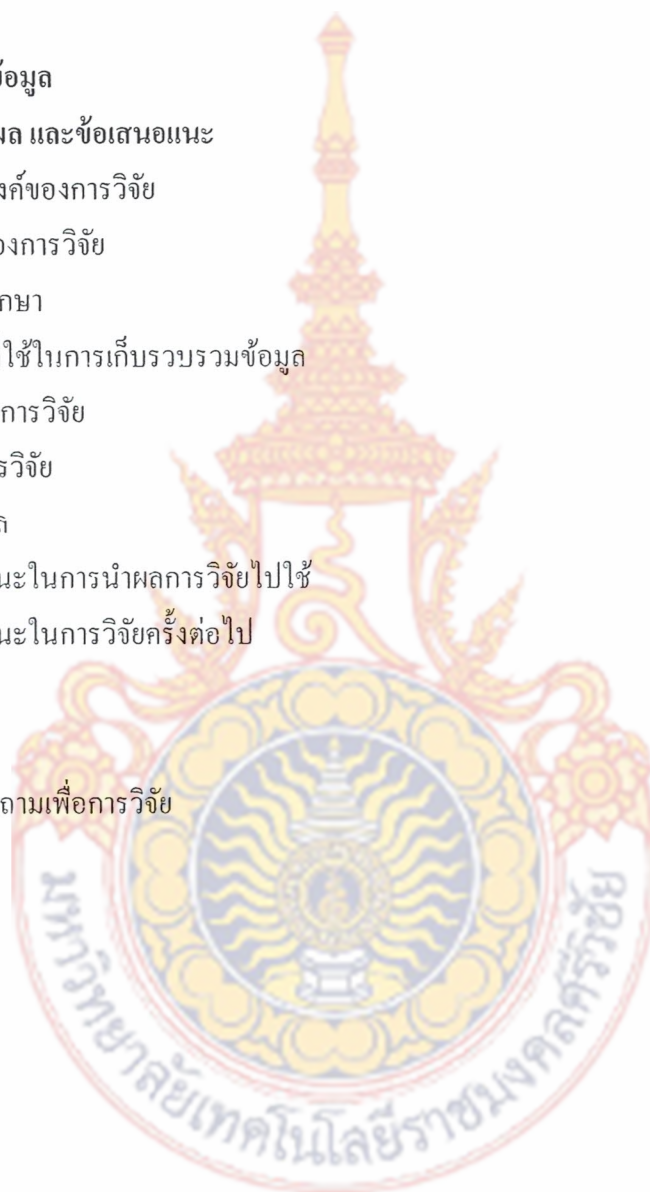 ข้อมูล
ผล และข้อเสนอแนะ
งค์ของการวิจัย
องการวิจัย
กษา
ใช้ในการเก็บรวบรวมข้อมูล
การวิจัย
รวิจัย
ล
นะในการนำผลการวิจัยไปใช้
นะในการวิจัยครั้งต่อไป
ถามเพื่อการวิจัย
มหาวิทยาลัยเทคโนโลยีราชมงคลศรีวิชัย